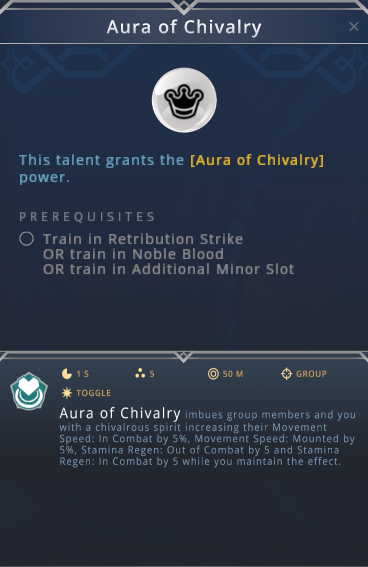 Aura of Chivalry
This talent grants the [Aura of Chivalry]
power.
PREREQUISITES
Train in Retribution Strike
OR train in Noble Blood
OR train in Additional Minor Slot
1 S 5 50 M GROUP
TOGGLE
Aura of Chivalry imbues group members and you
with a chivalrous spirit increasing their Movement
Speed: In Combat by 5%, Movement Speed: Mounted by
5%, Stamina Regen: Out of Combat by 5 and Stamina
Regen: In Combat by 5 while you maintain the effect.